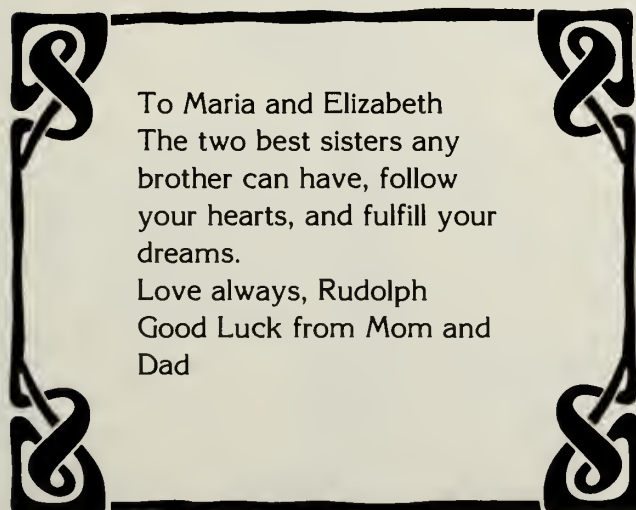 To Maria and Elizabeth
The two best sisters any
brother can have, follow
your hearts, and fulfill your
dreams.
Love always, Rudolph
Good Luck from Mom and
Dad